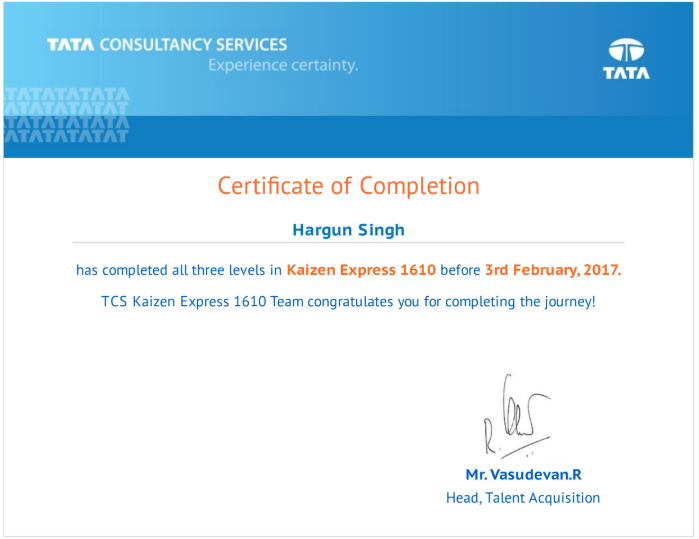 TATA CONSULTANCY SERVICES
Experience certainty.
TATA
TATATATATA
TATATATATA
TATATATATA
ATATATATAT
Certificate of Completion
Hargun Singh
has completed all three levels in Kaizen Express 1610 before 3rd February, 2017.
TCS Kaizen Express 1610 Team congratulates you for completing the journey!
R.
Mr. Vasudevan.R
Head, Talent Acquisition